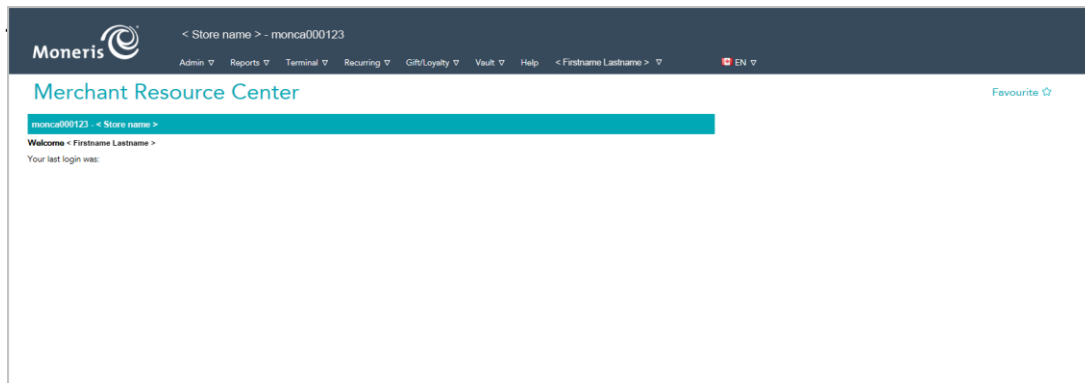 Moneris
< Store name > - monca000123
Admin ▽ Reports ▽ Terminal ▽ Recurring ▽ Gift/Loyalty ▽ Vault ▽ Help < Firstname Lastname > ▽ EN ▽
Merchant Resource Center
Favourite ☆
monca000123 - < Store name >
Welcome < Firstname Lastname >
Your last login was: